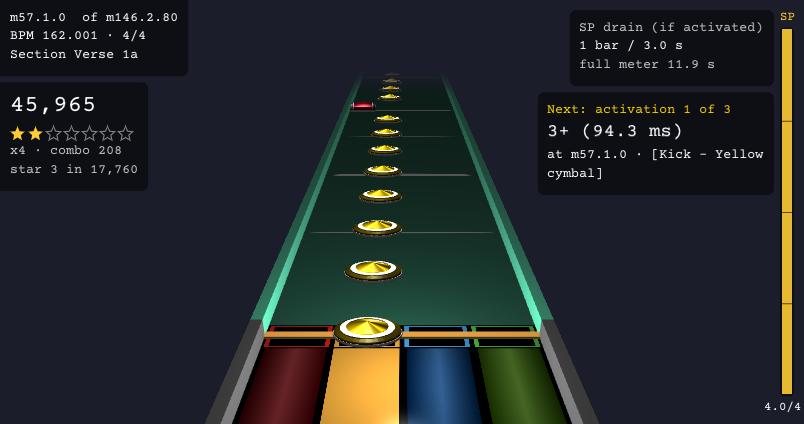 m57.1.0  of m146.2.80
BPM 162.001 · 4/4
Section Verse 1a
45,965
x4 · combo 208
star 3 in 17,760
SP drain (if activated)
1 bar / 3.0 s
full meter 11.9 s
Next: activation 1 of 3
3+ (94.3 ms)
at m57.1.0 · [Kick - Yellow
cymbal]
SP
4.0/4